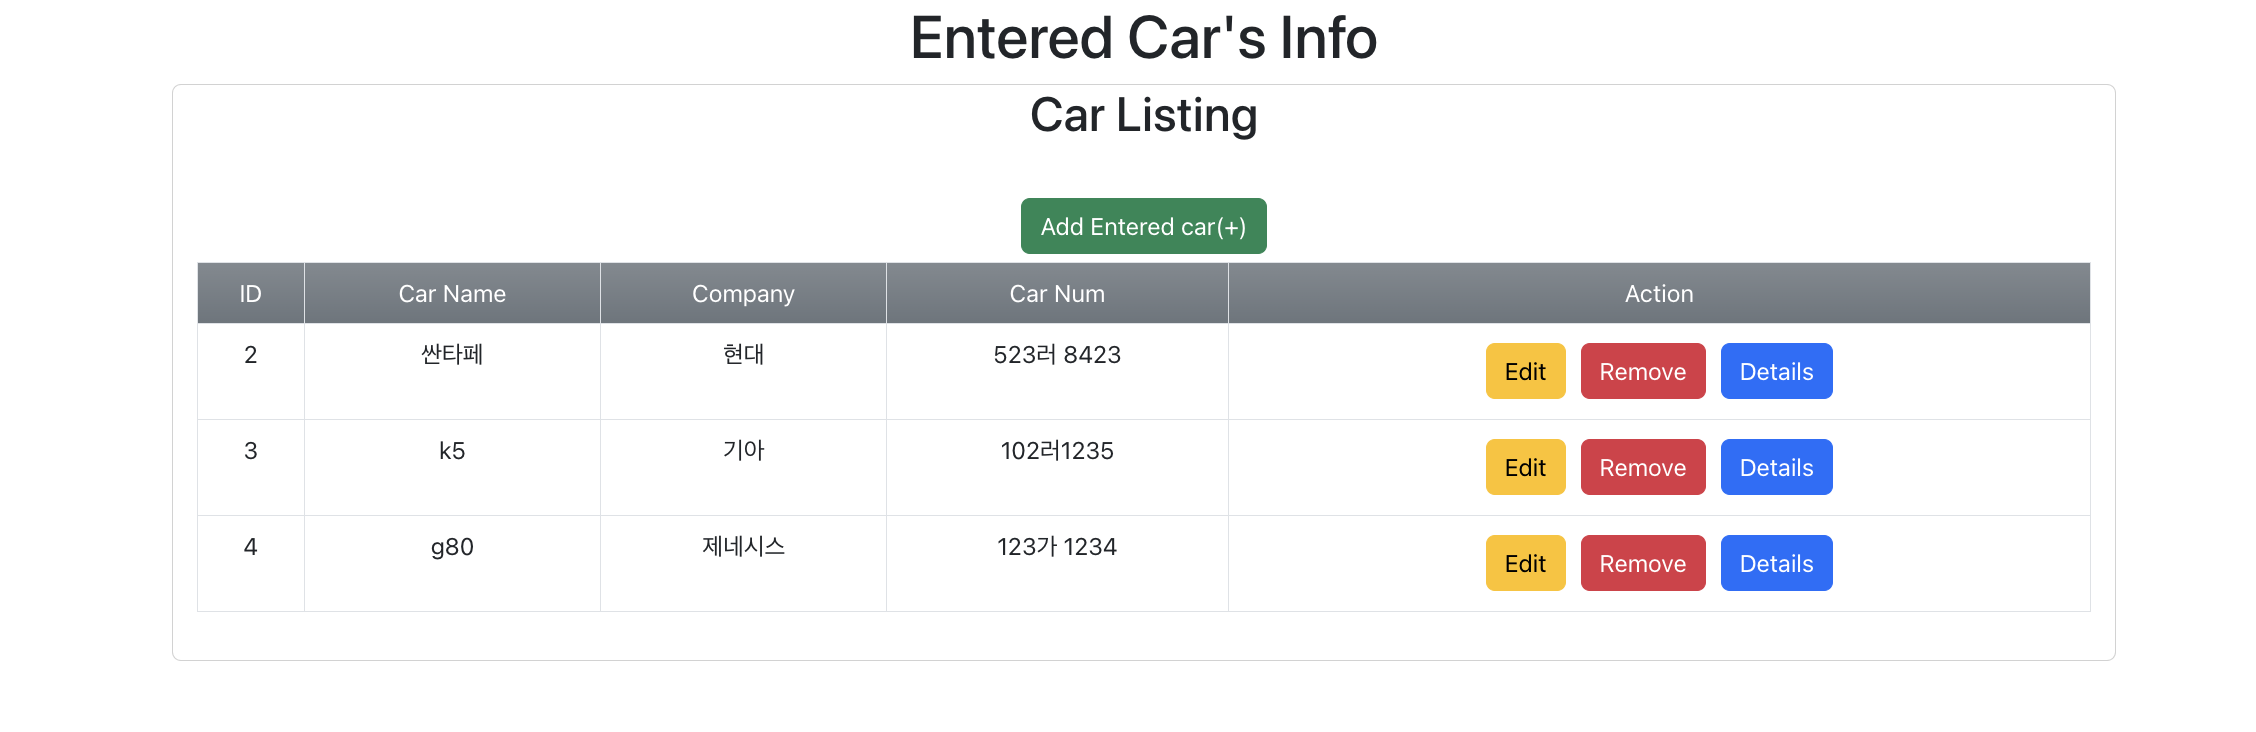 Entered Car's Info
Car Listing
Add Entered car(+)
ID Car Name Company Car Num Action
2 싼타페 현대 523러 8423 Edit Remove Details
3 k5 기아 102러1235 Edit Remove Details
4 g80 제네시스 123가 1234 Edit Remove Details